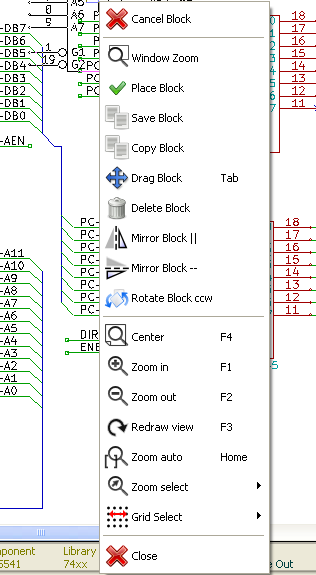 A5
0 A6
9 A7
18
17
16
15
14
13
12
11
-DB7
-DB6
-DB5
-DB4
-DB3
-DB2
-DB1
-DB0
1
19
G1
G2
-AEN
Cancel Block
Window Zoom
Place Block
Save Block
Copy Block
Drag Block Tab
Delete Block
Mirror Block ||
Mirror Block --
Rotate Block ccw
Center F4
Zoom in F1
Zoom out F2
Redraw view F3
Zoom auto Home
Zoom select
Grid Select
Close
PC-
PC-
PC-
PC-
PC-
PC-
PC-
PC-
18
17
16
15
14
13
12
11
-A11
-A10
-A9
-A8
-A7
-A6
-A5
-A4
-A3
-A2
-A1
-A0
DIR
ENB
mponent Library
5541 74xx
e Out